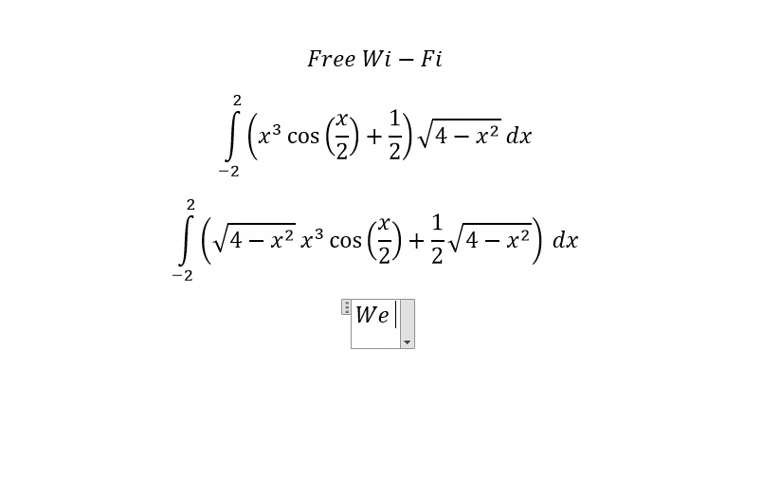 Free Wi − Fi
∫_{−2}^{2} (x³ cos(x/2) + 1/2) √(4 − x²) dx
∫_{−2}^{2} (√(4 − x²) x³ cos(x/2) + 1/2 √(4 − x²)) dx
We